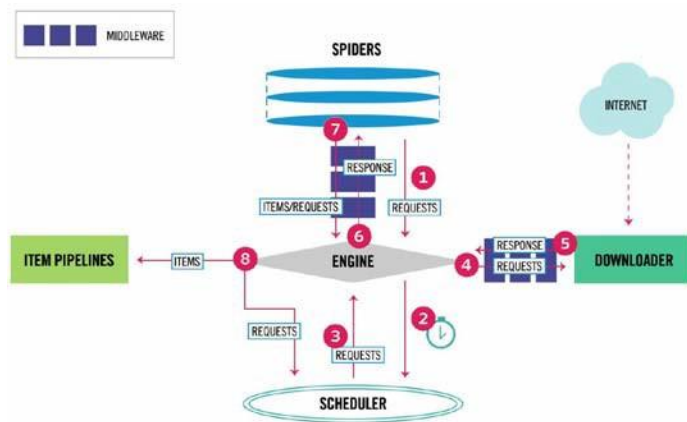 MIDDLEWARE
SPIDERS
INTERNET
7
RESPONSE
1
ITEMS/REQUESTS
REQUESTS
6
RESPONSE
5
ITEM PIPELINES
ITEMS
8
ENGINE
4
REQUESTS
DOWNLOADER
2
REQUESTS
3
REQUESTS
SCHEDULER